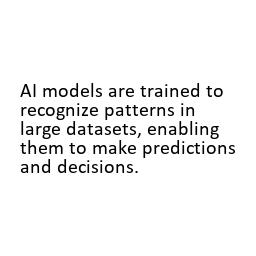 AI models are trained to
recognize patterns in
large datasets, enabling
them to make predictions
and decisions.